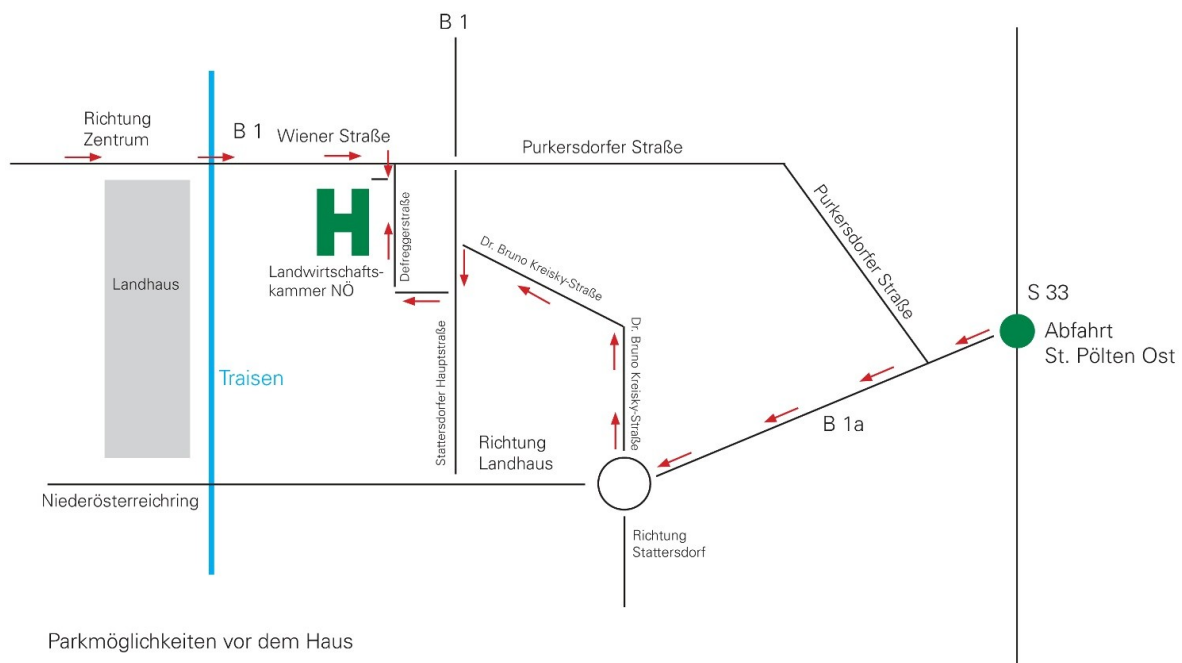 B 1
Richtung
Zentrum
B 1
Wiener Straße
Purkersdorfer Straße
Purkersdorfer Straße
Defreggerstraße
Dr. Bruno Kreisky-Straße
Landwirtschafts-
kammer NÖ
Landhaus
S 33
Abfahrt
St. Pölten Ost
Traisen
Stattersdorfer Hauptstraße
Dr. Bruno Kreisky-Straße
B 1a
Richtung
Landhaus
Niederösterreichring
Richtung
Stattersdorf
Parkmöglichkeiten vor dem Haus